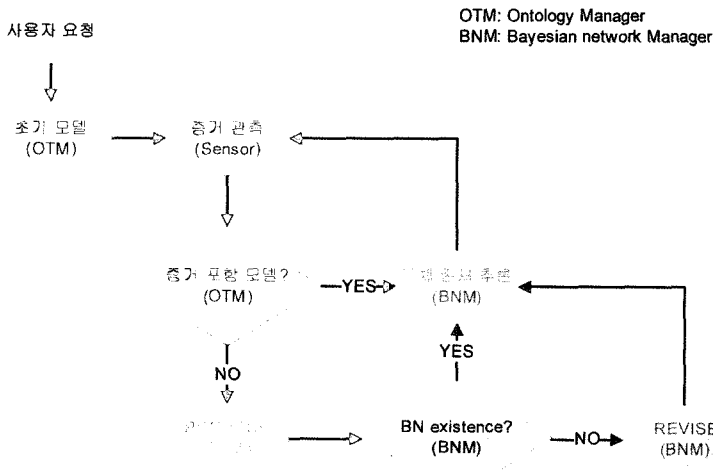 OTM: Ontology Manager
BNM: Bayesian network Manager
사용자 요청
초기 모델
(OTM)
증거 관측
(Sensor)
증거 포함 모델?
(OTM)
YES
추론
(BNM)
YES
NO
BN existence?
(BNM)
NO
REVISE
(BNM)